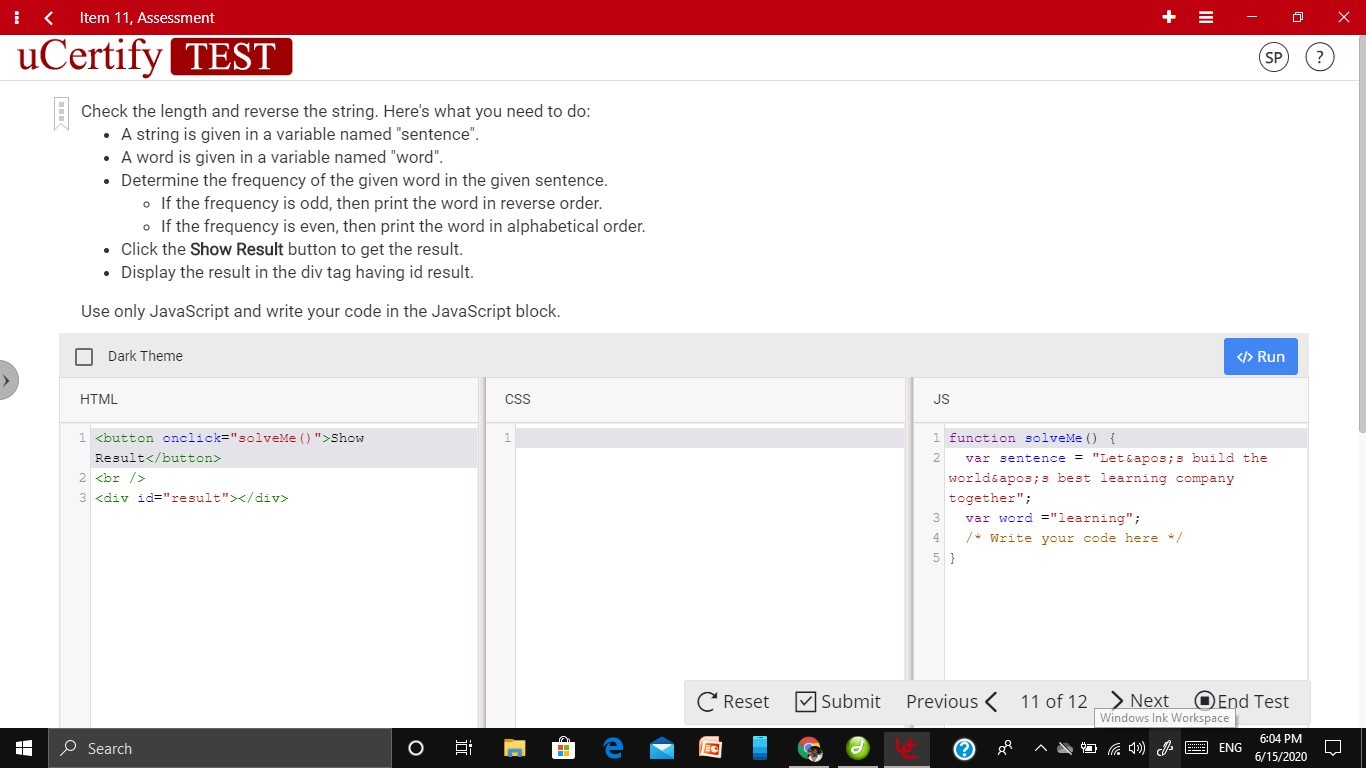 Item 11, Assessment
uCertify TEST
SP ?
Check the length and reverse the string. Here's what you need to do:
• A string is given in a variable named "sentence".
• A word is given in a variable named "word".
• Determine the frequency of the given word in the given sentence.
◦ If the frequency is odd, then print the word in reverse order.
◦ If the frequency is even, then print the word in alphabetical order.
• Click the Show Result button to get the result.
• Display the result in the div tag having id result.
Use only JavaScript and write your code in the JavaScript block.
Dark Theme
</> Run
HTML
1 <button onclick="solveMe()">Show
Result</button>
2 <br />
3 <div id="result"></div>
CSS
1
JS
1 function solveMe() {
2 var sentence = "Let&apos;s build the
world&apos;s best learning company
together";
3 var word ="learning";
4 /* Write your code here */
5 }
Reset Submit Previous 11 of 12 Next End Test
Windows Ink Workspace
Search
ENG
6:04 PM
6/15/2020